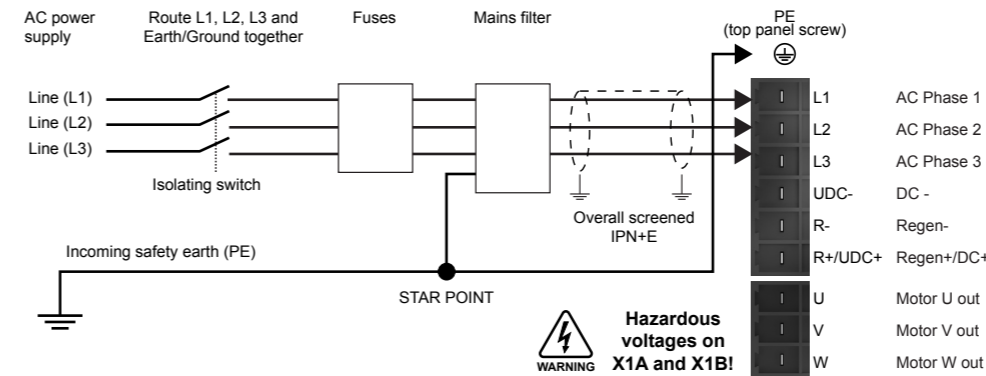 AC power
supply
Route L1, L2, L3 and
Earth/Ground together
Fuses
Mains filter
PE
(top panel screw)
Line (L1)
Line (L2)
Line (L3)
Isolating switch
Overall screened
IPN+E
Incoming safety earth (PE)
STAR POINT
WARNING
Hazardous
voltages on
X1A and X1B!
L1 AC Phase 1
L2 AC Phase 2
L3 AC Phase 3
UDC- DC -
R- Regen-
R+/UDC+ Regen+/DC+
U Motor U out
V Motor V out
W Motor W out